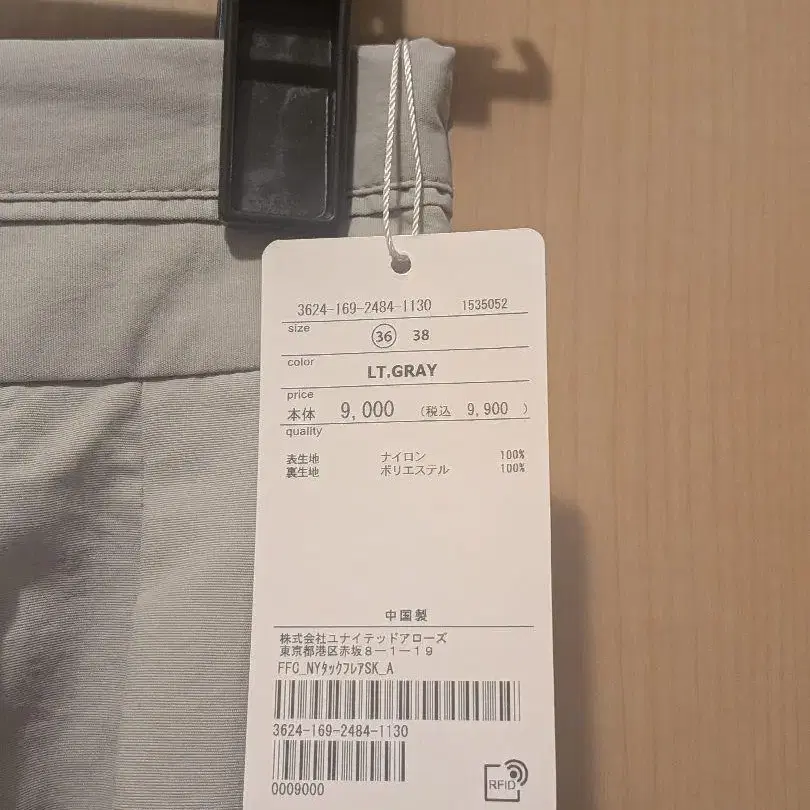 3624-169-2484-1130 1535052
size
36 38
color
LT.GRAY
price
本体 9,000 (税込 9,900 )
quality
表生地 ナイロン 100%
裏生地 ポリエステル 100%
中国製
株式会社ユナイテッドアローズ
東京都港区赤坂8-1-19
FFC_NYタックフレアSK_A
3624-169-2484-1130
0009000
RFID